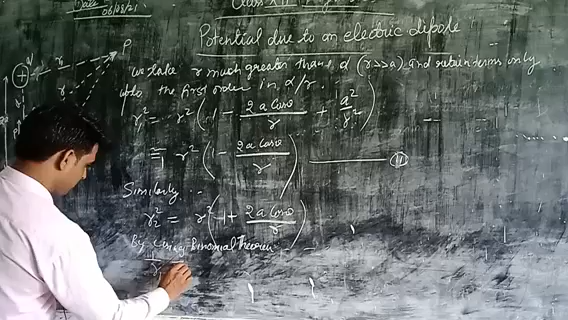 Date 06/08/21
Class XII
Potential due to an electric dipole
P
r
r
we take r much greater than a (r>>a) and retain terms only
upto the first order in a/r.
r₁² = r² (1 - 2a cosθ/r + a²/r²)
≅ r² (1 - 2a cosθ/r)
Similarly
r₂² = r² (1 + 2a cosθ/r)
By using Binomial Theorem
1/r